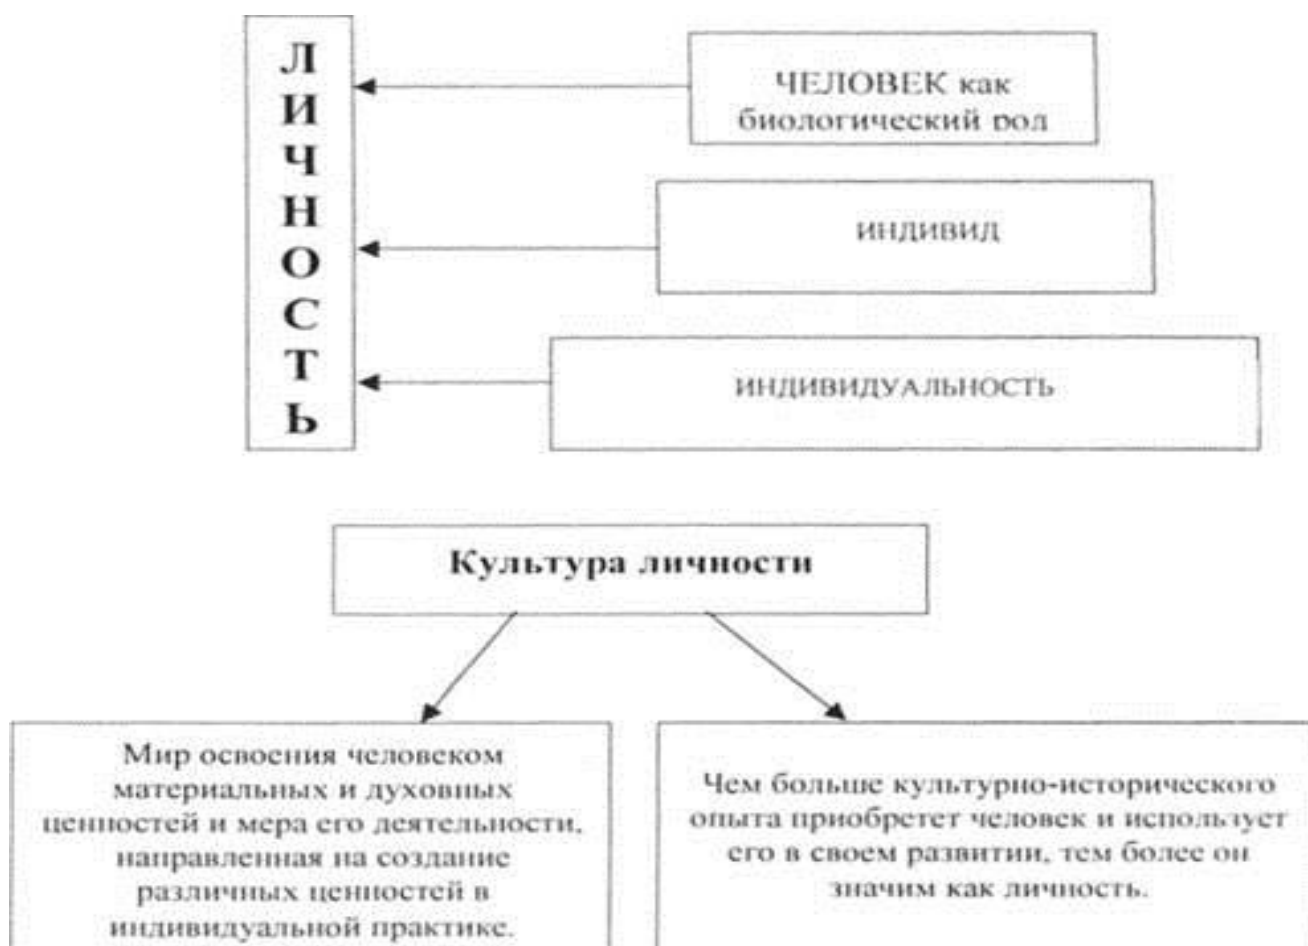 ЛИЧНОСТЬ
ЧЕЛОВЕК как
биологический род
ИНДИВИД
ИНДИВИДУАЛЬНОСТЬ
Культура личности
Мир освоения человеком
материальных и духовных
ценностей и мера его деятельности,
направленная на создание
различных ценностей в
индивидуальной практике.
Чем больше культурно-исторического
опыта приобретет человек и использует
его в своем развитии, тем более он
значим как личность.